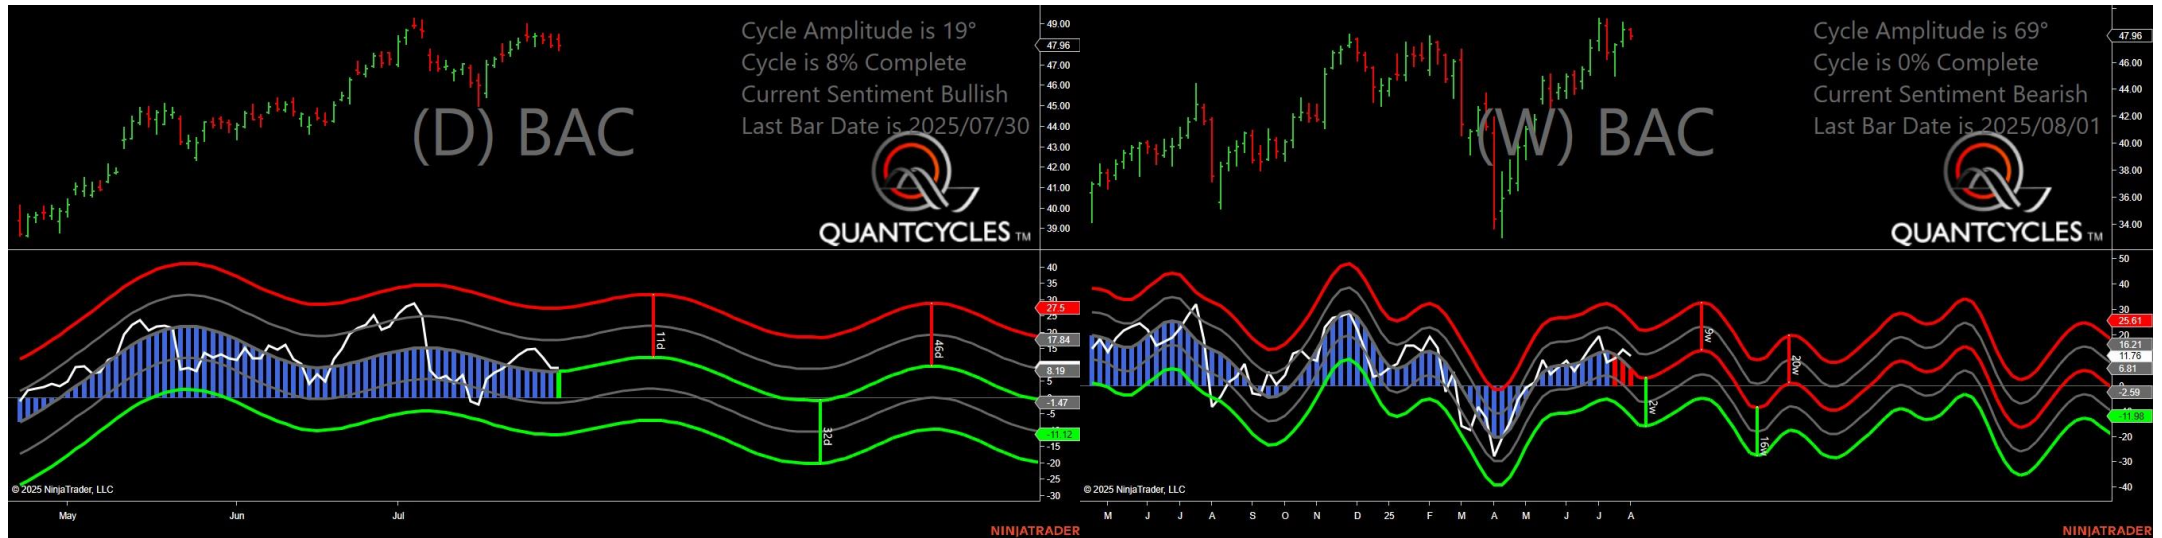 Cycle Amplitude is 19°
Cycle is 8% Complete
Current Sentiment Bullish
Last Bar Date is 2025/07/30
(D) BAC
QUANTCYCLES TM
49.00
47.96
47.00
46.00
45.00
44.00
43.00
42.00
41.00
40.00
39.00
40
35
30
27.5
20
17.84
15
8.19
5
-1.47
-5
-11.12
-15
-20
-25
-30
11d
32d
46d
© 2025 NinjaTrader, LLC
May Jun Jul
NINJATRADER
Cycle Amplitude is 69°
Cycle is 0% Complete
Current Sentiment Bearish
Last Bar Date is 2025/08/01
(W) BAC
QUANTCYCLES TM
47.96
46.00
44.00
42.00
40.00
38.00
36.00
34.00
50
40
30
25.61
16.21
11.76
6.81
-2.59
-11.98
-20
-30
-40
2w
9w
16w
20w
© 2025 NinjaTrader, LLC
M J J A S O N D 25 F M A M J J A
NINJATRADER